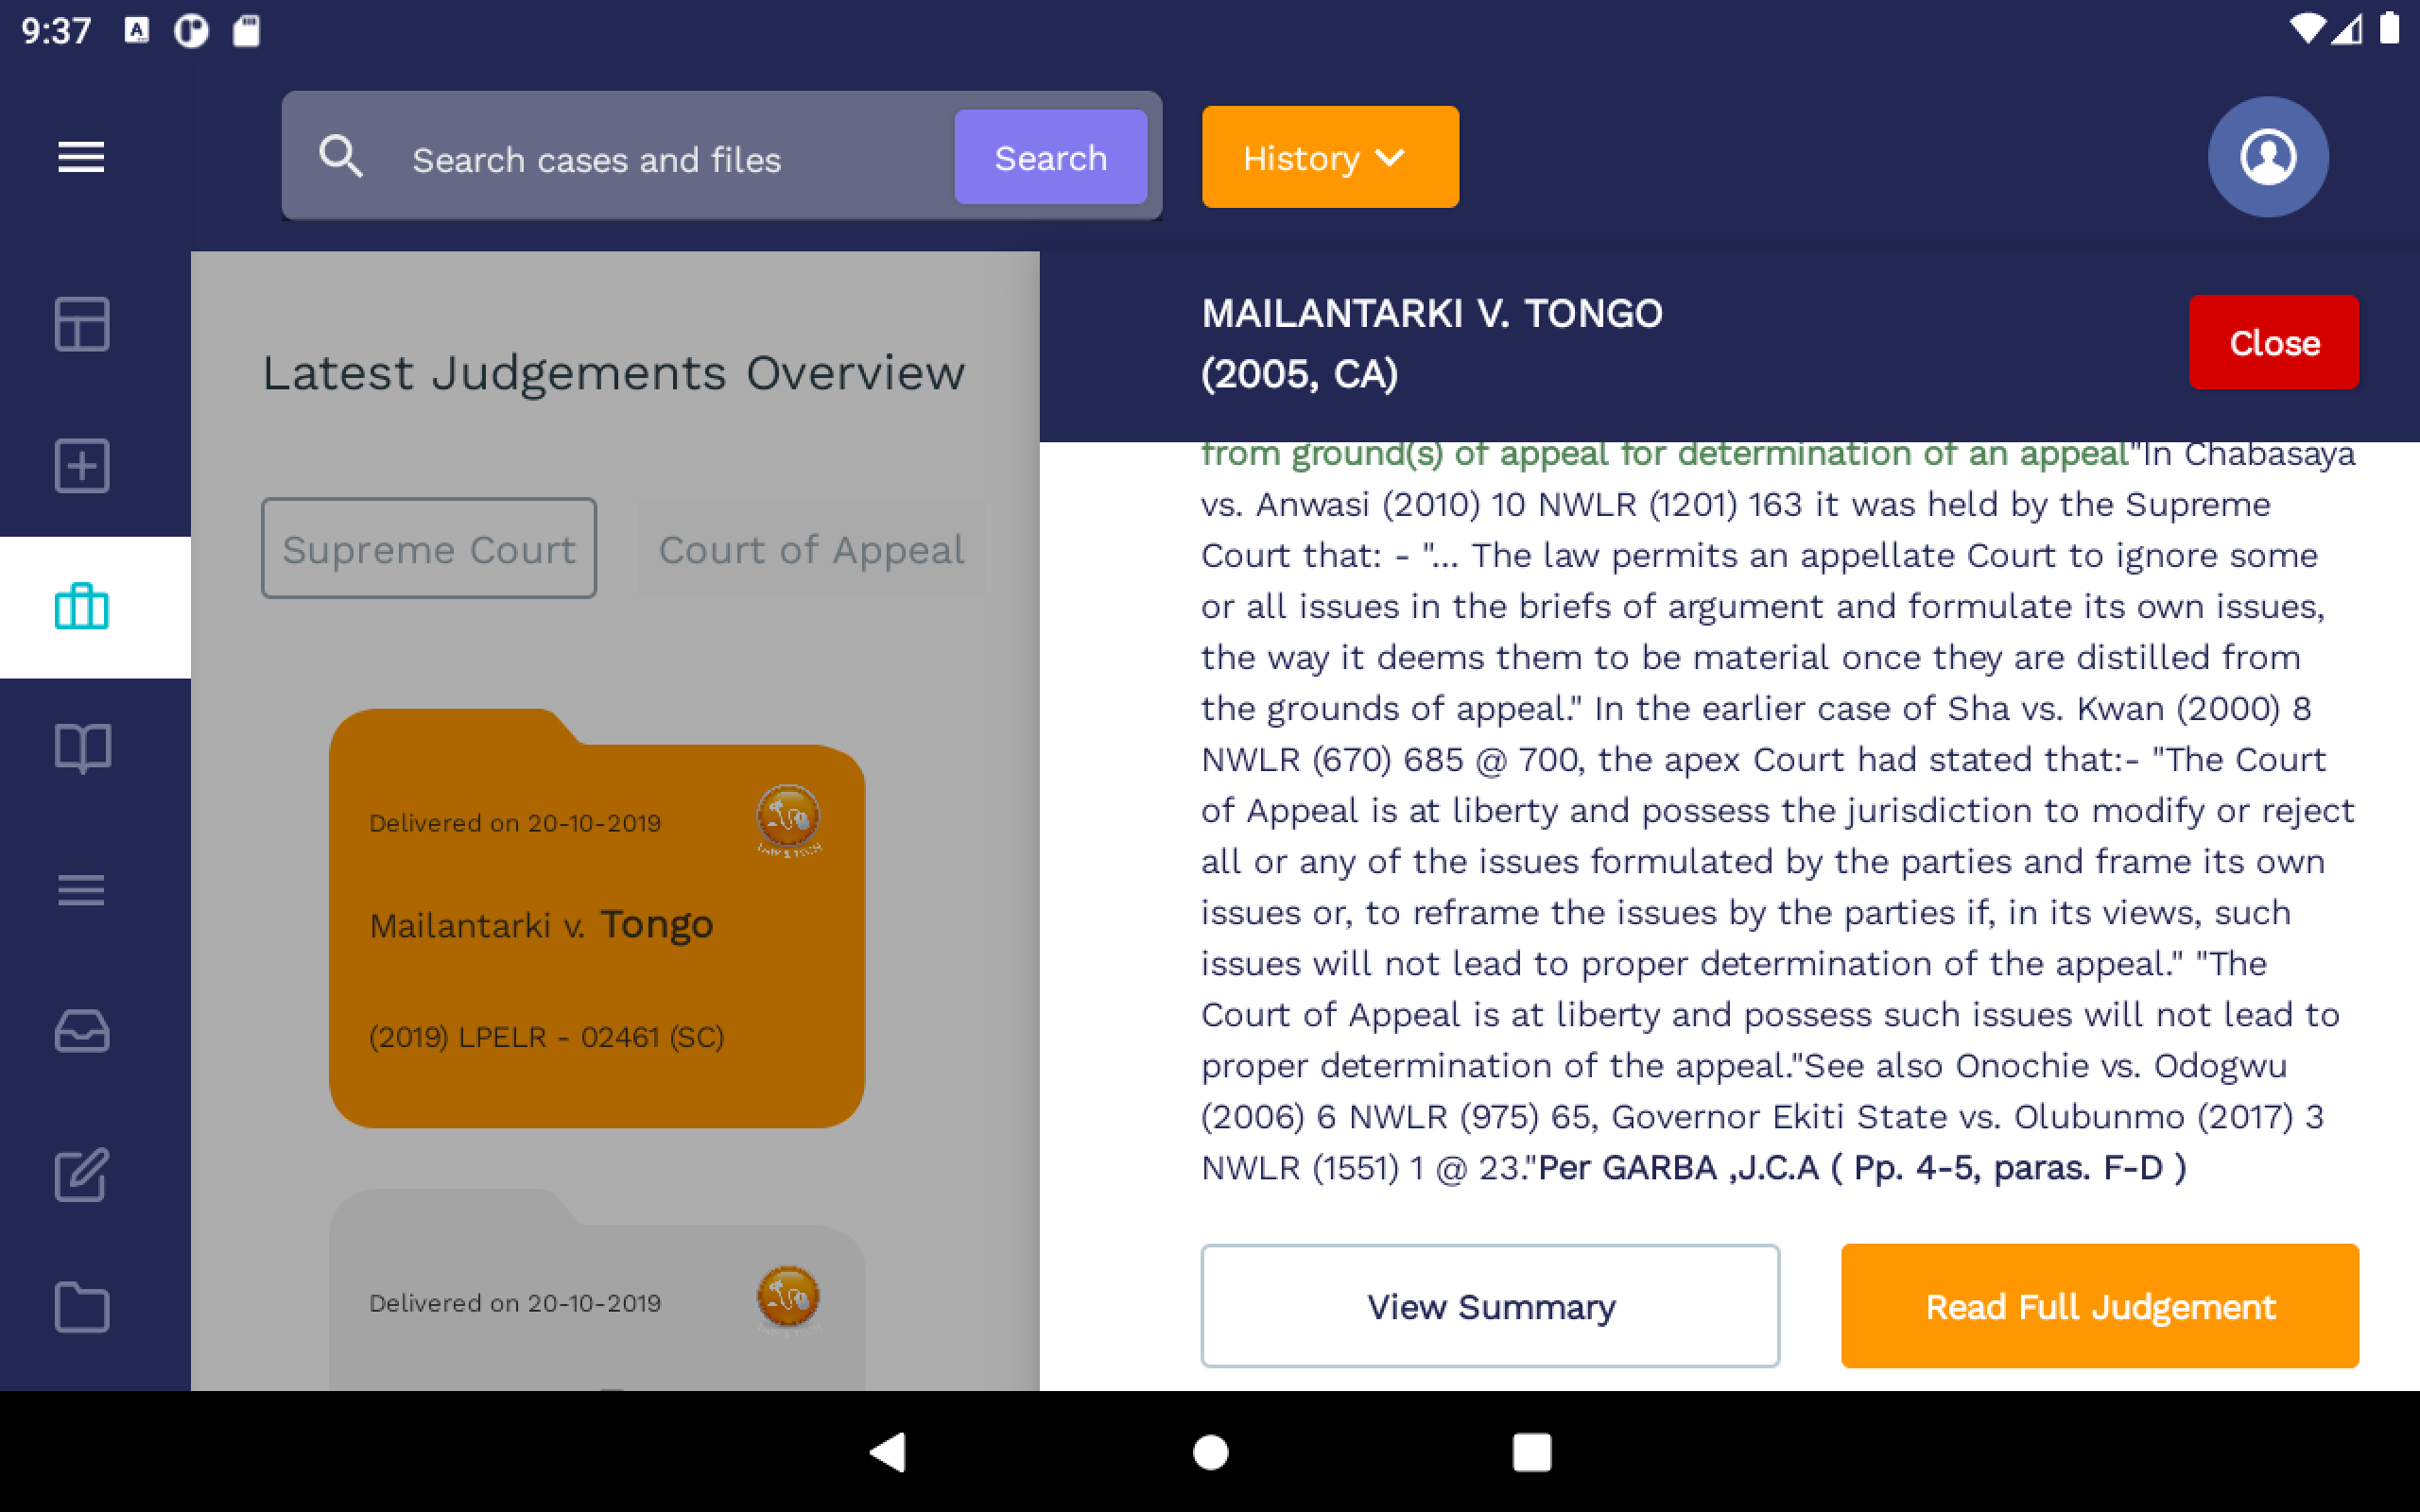 9:37
A
Search cases and files
Search
History
MAILANTARKI V. TONGO
(2005, CA)
Close
Latest Judgements Overview
Supreme Court
Court of Appeal
Delivered on 20-10-2019
Mailantarki v. Tongo
(2019) LPELR - 02461 (SC)
Delivered on 20-10-2019
from ground(s) of appeal for determination of an appeal"In Chabasaya
vs. Anwasi (2010) 10 NWLR (1201) 163 it was held by the Supreme
Court that: - "... The law permits an appellate Court to ignore some
or all issues in the briefs of argument and formulate its own issues,
the way it deems them to be material once they are distilled from
the grounds of appeal." In the earlier case of Sha vs. Kwan (2000) 8
NWLR (670) 685 @ 700, the apex Court had stated that:- "The Court
of Appeal is at liberty and possess the jurisdiction to modify or reject
all or any of the issues formulated by the parties and frame its own
issues or, to reframe the issues by the parties if, in its views, such
issues will not lead to proper determination of the appeal." "The
Court of Appeal is at liberty and possess such issues will not lead to
proper determination of the appeal."See also Onochie vs. Odogwu
(2006) 6 NWLR (975) 65, Governor Ekiti State vs. Olubunmo (2017) 3
NWLR (1551) 1 @ 23."Per GARBA ,J.C.A ( Pp. 4-5, paras. F-D )
View Summary
Read Full Judgement